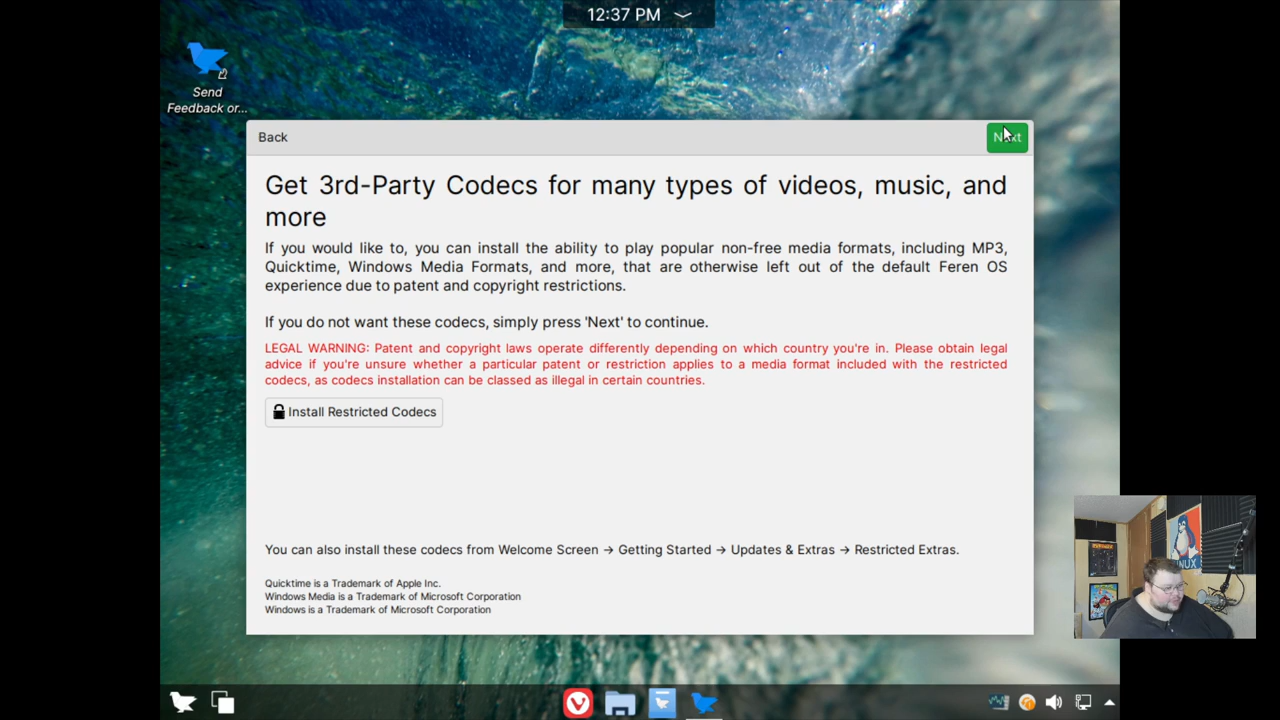 12:37 PM
Send
Feedback or...
Back
Next
Get 3rd-Party Codecs for many types of videos, music, and
more
If you would like to, you can install the ability to play popular non-free media formats, including MP3,
Quicktime, Windows Media Formats, and more, that are otherwise left out of the default Feren OS
experience due to patent and copyright restrictions.
If you do not want these codecs, simply press 'Next' to continue.
LEGAL WARNING: Patent and copyright laws operate differently depending on which country you're in. Please obtain legal
advice if you're unsure whether a particular patent or restriction applies to a media format included with the restricted
codecs, as codecs installation can be classed as illegal in certain countries.
Install Restricted Codecs
You can also install these codecs from Welcome Screen → Getting Started → Updates & Extras → Restricted Extras.
Quicktime is a Trademark of Apple Inc.
Windows Media is a Trademark of Microsoft Corporation
Windows is a Trademark of Microsoft Corporation